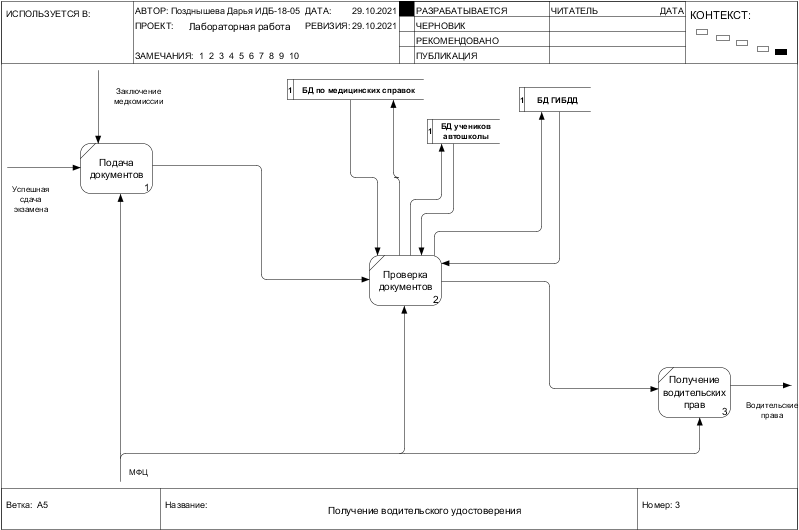 ИСПОЛЬЗУЕТСЯ В:
АВТОР: Позднышева Дарья ИДБ-18-05 ДАТА: 29.10.2021
ПРОЕКТ: Лабораторная работа РЕВИЗИЯ: 29.10.2021
ЗАМЕЧАНИЯ: 1 2 3 4 5 6 7 8 9 10
РАЗРАБАТЫВАЕТСЯ
ЧЕРНОВИК
РЕКОМЕНДОВАНО
ПУБЛИКАЦИЯ
ЧИТАТЕЛЬ ДАТА
КОНТЕКСТ:
Заключение
медкомиссии
1 БД по медицинских справок
1 БД учеников
автошколы
1 БД ГИБДД
Подача
документов
1
Успешная
сдача
экзамена
Проверка
документов
2
Получение
водительских
прав
3
Водительские
права
МФЦ
Ветка: A5
Название:
Получение водительского удостоверения
Номер: 3